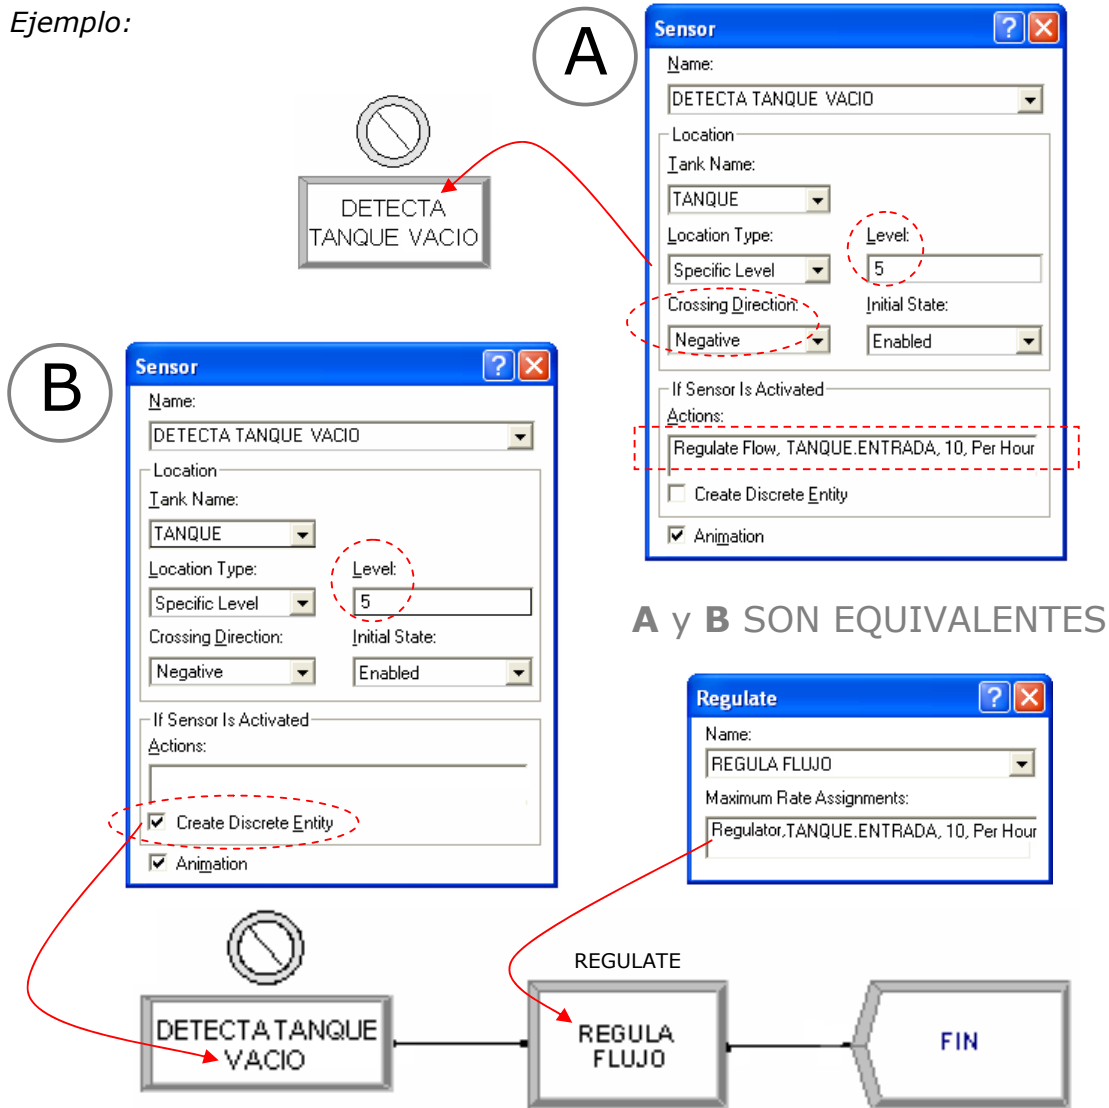 Ejemplo:
A
Sensor
Name:
DETECTA TANQUE VACIO
Location
Tank Name:
TANQUE
Location Type:
Level:
Specific Level
5
Crossing Direction:
Initial State:
Negative
Enabled
If Sensor Is Activated
Actions:
Regulate Flow, TANQUE.ENTRADA, 10, Per Hour
Create Discrete Entity
Animation
DETECTA
TANQUE VACIO
B
Sensor
Name:
DETECTA TANQUE VACIO
Location
Tank Name:
TANQUE
Location Type:
Level:
Specific Level
5
Crossing Direction:
Initial State:
Negative
Enabled
If Sensor Is Activated
Actions:
Create Discrete Entity
Animation
A y B SON EQUIVALENTES
Regulate
Name:
REGULA FLUJO
Maximum Rate Assignments:
Regulator,TANQUE.ENTRADA, 10, Per Hour
DETECTA TANQUE
VACIO
REGULATE
REGULA
FLUJO
FIN